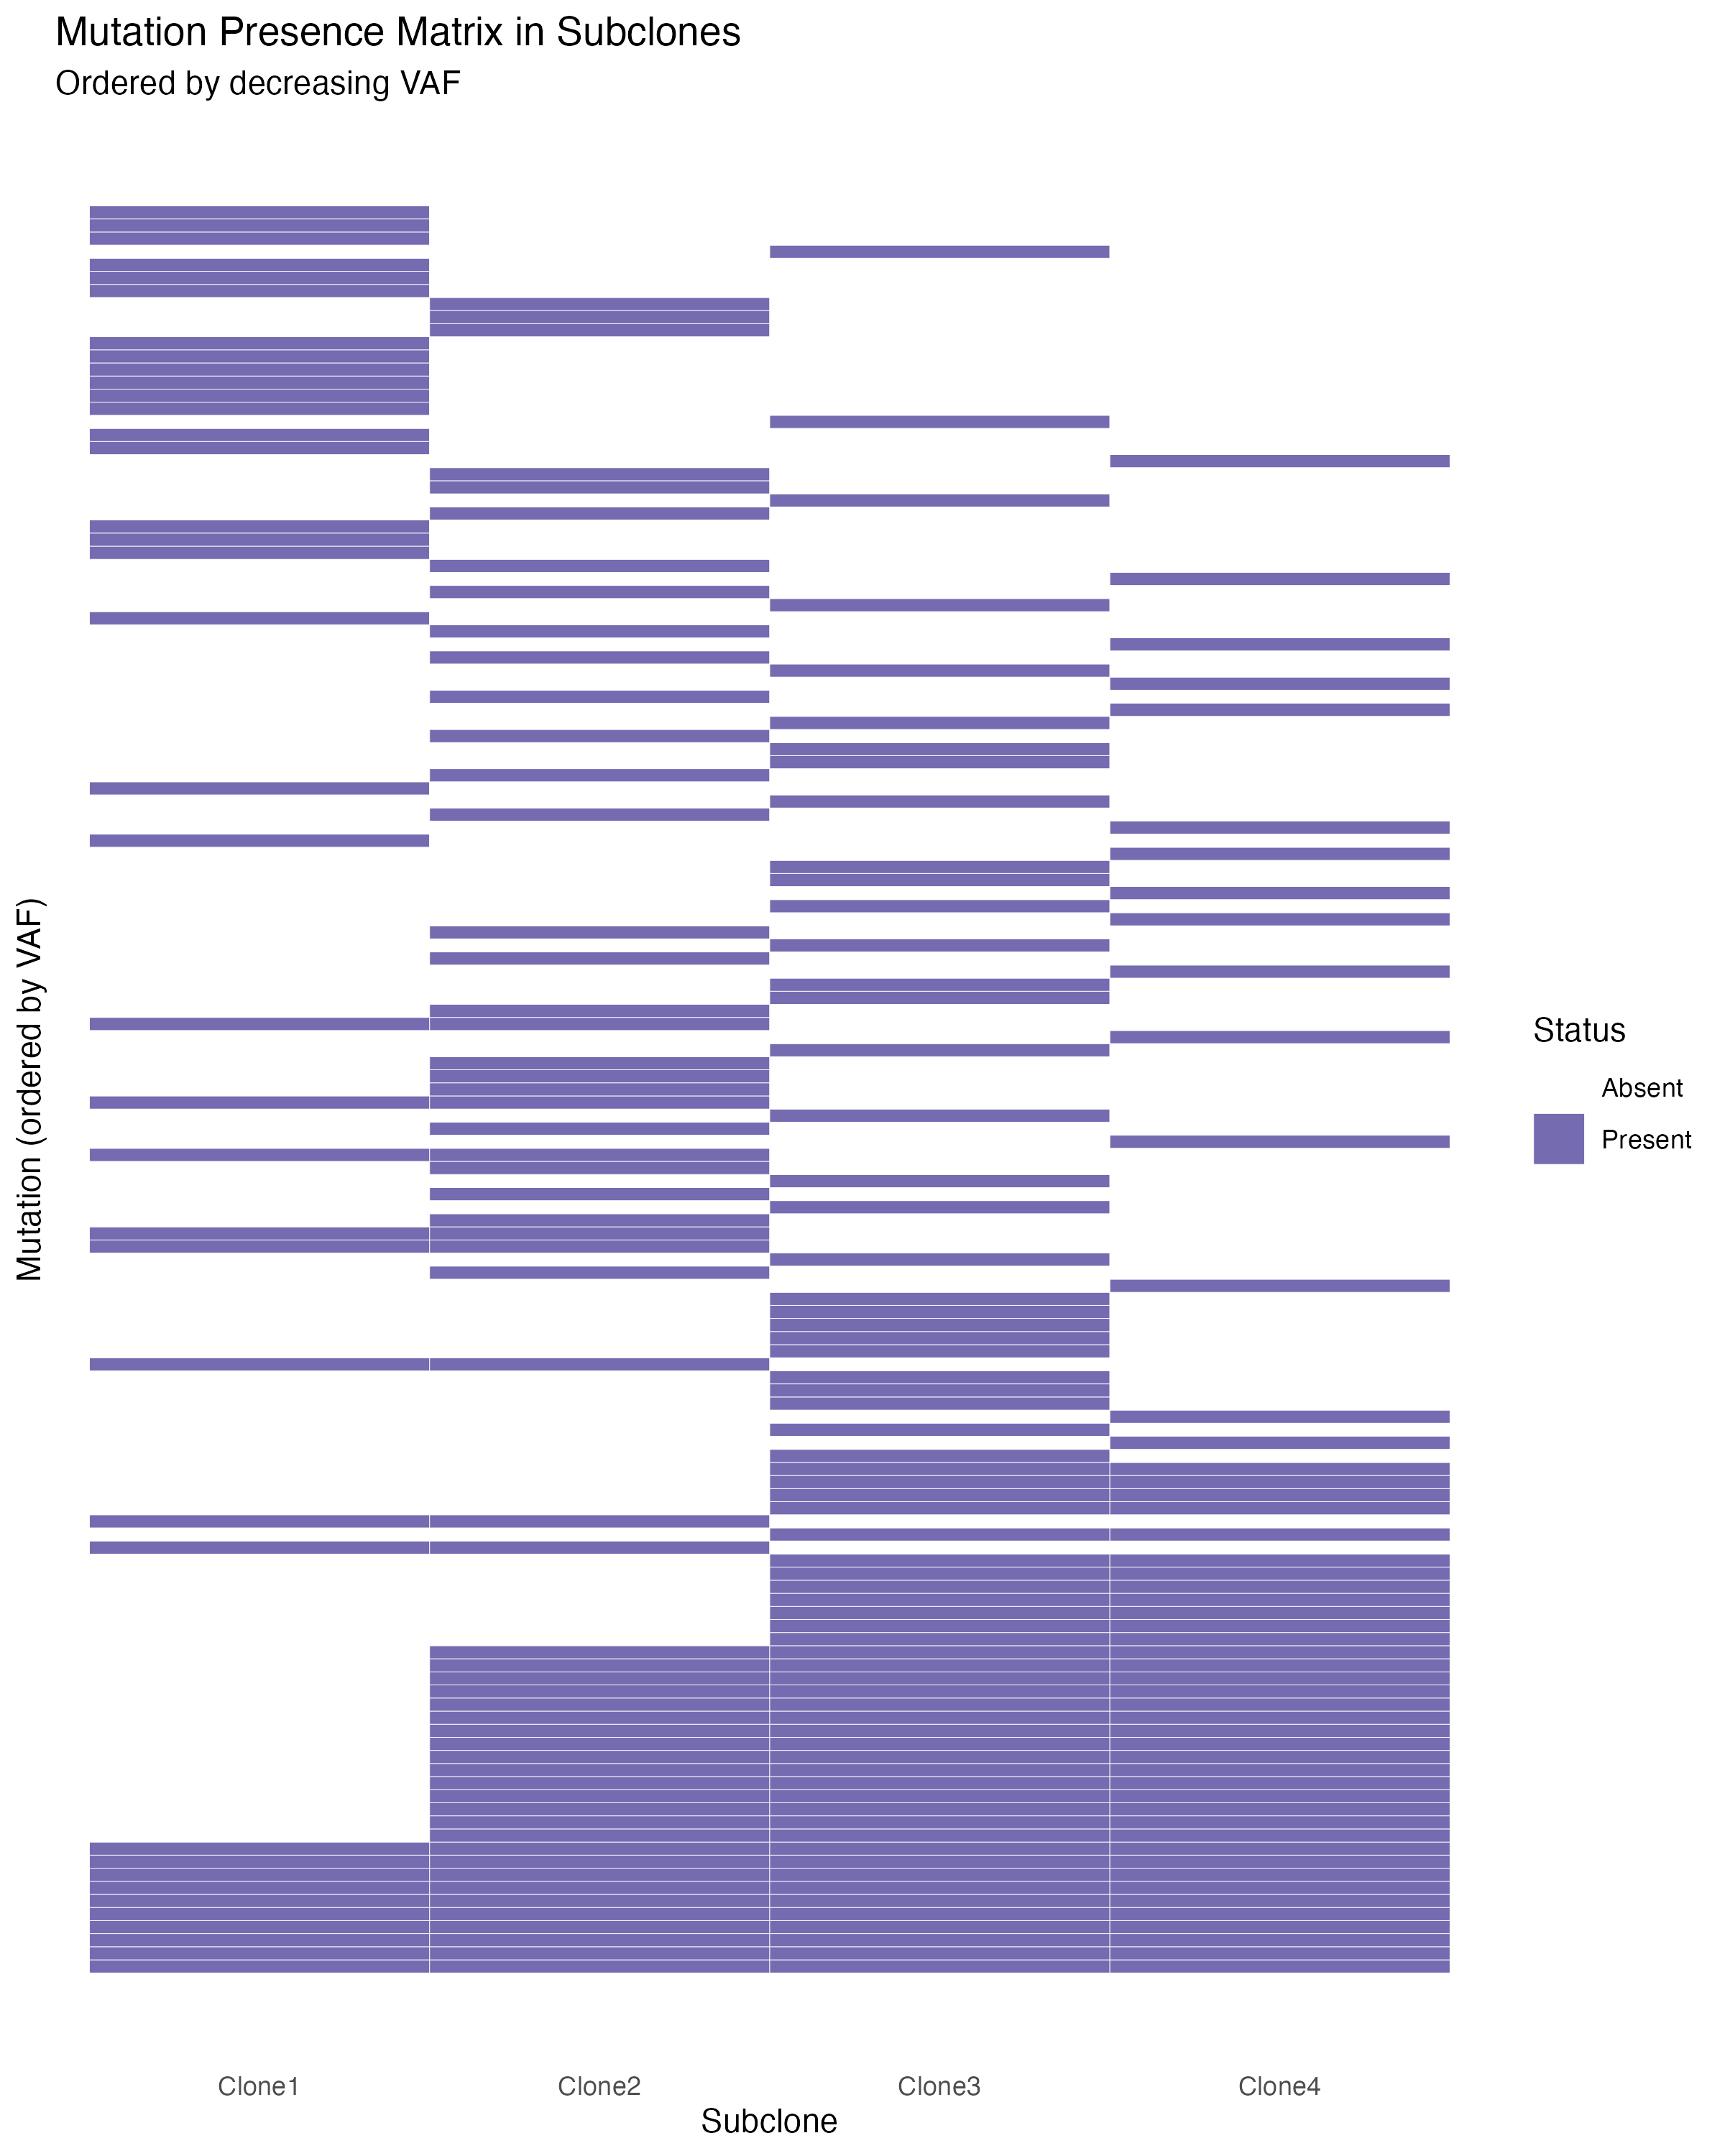 Mutation Presence Matrix in Subclones
Ordered by decreasing VAF
Mutation (ordered by VAF)
Status
Absent
Present
Clone1 Clone2 Clone3 Clone4
Subclone